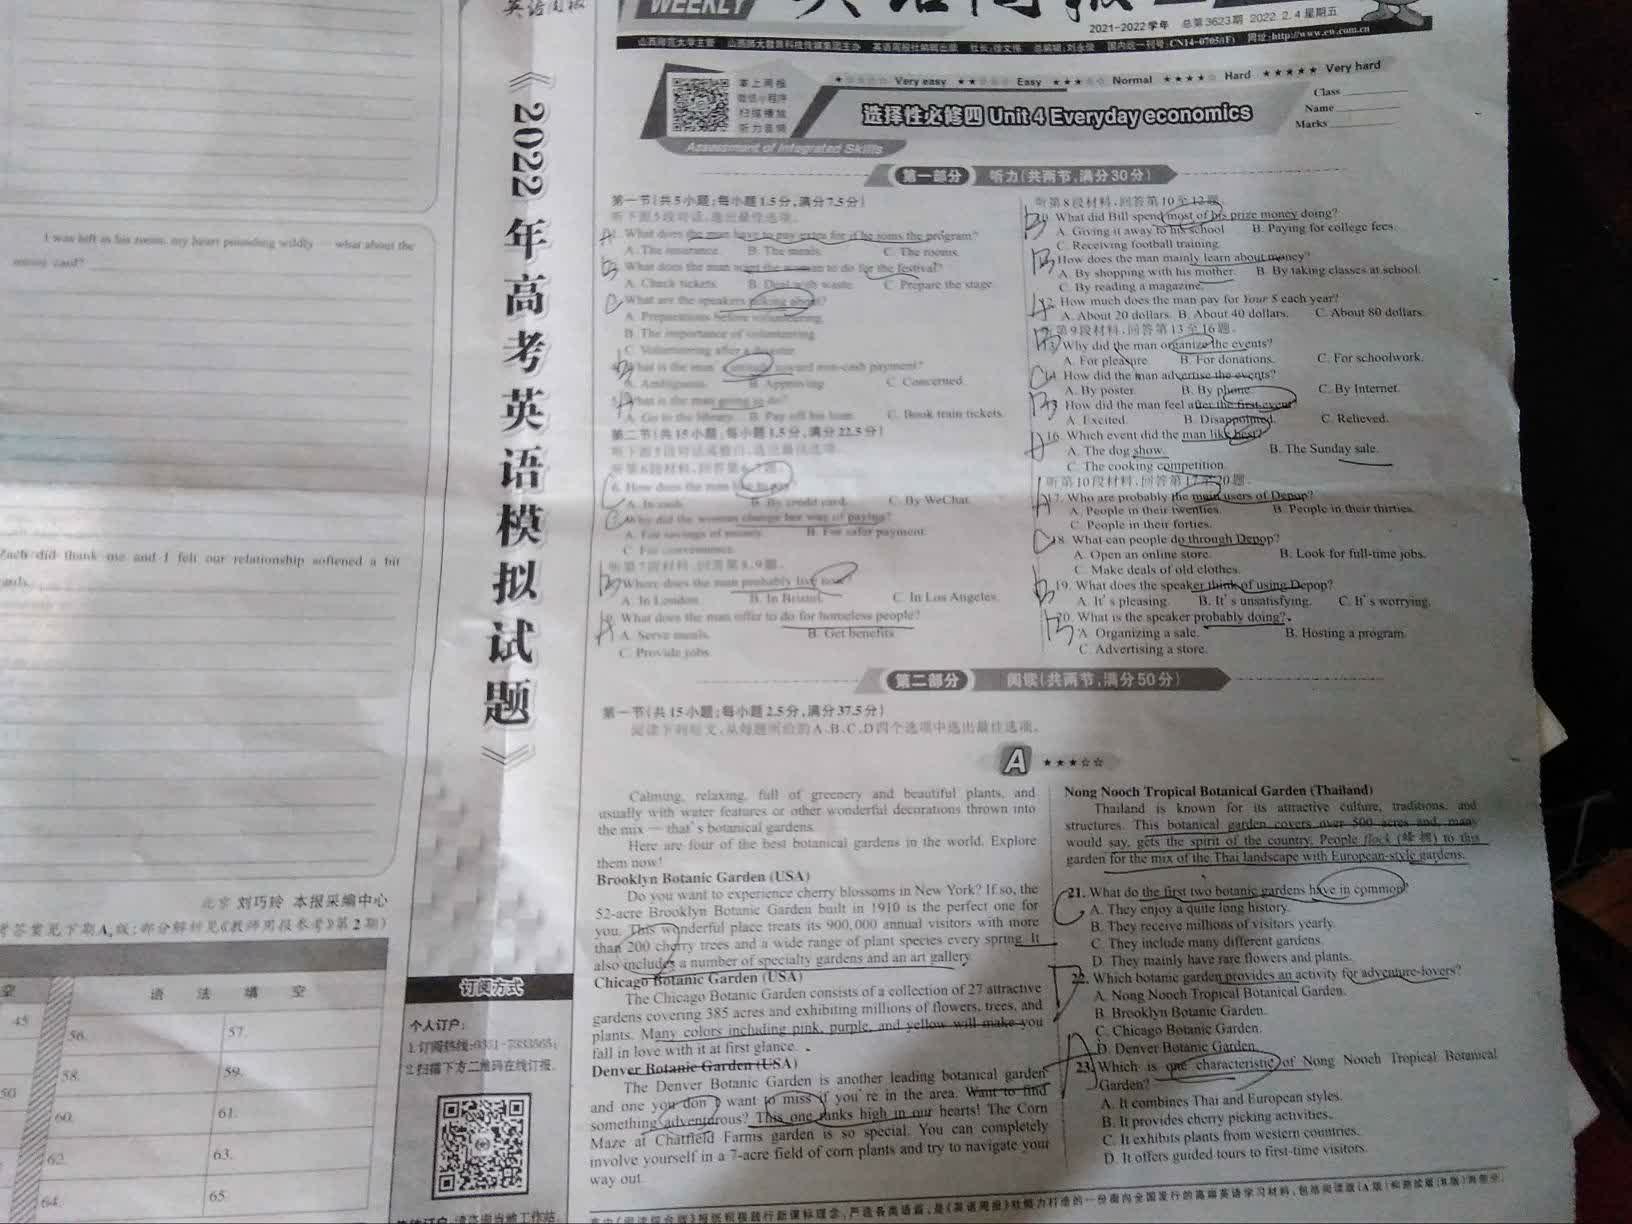 英语周报
《2022年高考英语模拟试题》
I was left in his room, my heart pounding wildly — what about the
money card?
Zach did thank me and I felt our relationship softened a bit
北京 刘巧玲 本报采编中心
语 法 填 空
45
50
56.
57.
58.
59.
60.
61.
62.
63.
64.
65.
订阅方式
个人订户:
2.扫描下方二维码在线订报。
WEEKLY
2021-2022学年 总第3623期 2022.2.4 星期五
国内统一刊号:CN14-0705/(F) 网址:http://www.ew.com.cn
掌上周报
微信小程序
扫码播放
听力音频
Very easy Easy Normal Hard Very hard
Class
Name
Marks
选择性必修四 Unit 4 Everyday economics
Assessment of Integrated Skills
第一部分 听力(共两节,满分30分)
第一节(共5小题;每小题1.5分,满分7.5分)
听下面5段对话,选出最佳选项。
1. What does the man have to pay extra for if he joins the program?
A. The insurance. B. The meals. C. The rooms.
2. What does the man want the woman to do for the festival?
A. Check tickets. B. Deal with waste. C. Prepare the stage.
3. What are the speakers talking about?
A. Preparations before volunteering.
B. The importance of volunteering.
C. Volunteering after a disaster.
4. What is the man's attitude toward non-cash payment?
A. Ambiguous. B. Approving. C. Concerned.
5. What is the man going to do?
A. Go to the library. B. Pay off his loan. C. Book train tickets.
第二节(共15小题;每小题1.5分,满分22.5分)
听下面5段对话或独白,选出最佳选项。
听第6段材料,回答第6、7题。
6. How does the man like to pay?
A. In cash. B. By credit card. C. By WeChat.
7. Why did the woman change her way of paying?
A. For savings of money. B. For safer payment.
C. For convenience.
听第7段材料,回答第8、9题。
8. Where does the man probably live now?
A. In London. B. In Bristol. C. In Los Angeles.
9. What does the man offer to do for homeless people?
A. Serve meals. B. Get benefits.
C. Provide jobs.
听第8段材料,回答第10至12题。
10. What did Bill spend most of his prize money doing?
A. Giving it away to his school. B. Paying for college fees.
C. Receiving football training.
11. How does the man mainly learn about money?
A. By shopping with his mother. B. By taking classes at school.
C. By reading a magazine.
12. How much does the man pay for Your $ each year?
A. About 20 dollars. B. About 40 dollars. C. About 80 dollars.
听第9段材料,回答第13至16题。
13. Why did the man organize the events?
A. For pleasure. B. For donations. C. For schoolwork.
14. How did the man advertise the events?
A. By poster. B. By phone. C. By Internet.
15. How did the man feel after the first event?
A. Excited. B. Disappointed. C. Relieved.
16. Which event did the man like best?
A. The dog show. B. The Sunday sale.
C. The cooking competition.
听第10段材料,回答第17至20题。
17. Who are probably the main users of Depop?
A. People in their twenties. B. People in their thirties.
C. People in their forties.
18. What can people do through Depop?
A. Open an online store. B. Look for full-time jobs.
C. Make deals of old clothes.
19. What does the speaker think of using Depop?
A. It's pleasing. B. It's unsatisfying. C. It's worrying.
20. What is the speaker probably doing?
A. Organizing a sale. B. Hosting a program.
C. Advertising a store.
第二部分 阅读(共两节,满分50分)
第一节(共15小题;每小题2.5分,满分37.5分)
阅读下列短文,从每题所给的A、B、C、D四个选项中选出最佳选项。
A
Calming, relaxing, full of greenery and beautiful plants, and
usually with water features or other wonderful decorations thrown into
the mix — that's botanical gardens.
Here are four of the best botanical gardens in the world. Explore
them now!
Brooklyn Botanic Garden (USA)
Do you want to experience cherry blossoms in New York? If so, the
52-acre Brooklyn Botanic Garden built in 1910 is the perfect one for
you. This wonderful place treats its 900,000 annual visitors with more
than 200 cherry trees and a wide range of plant species every spring. It
also includes a number of specialty gardens and an art gallery.
Chicago Botanic Garden (USA)
The Chicago Botanic Garden consists of a collection of 27 attractive
gardens covering 385 acres and exhibiting millions of flowers, trees, and
plants. Many colors including pink, purple, and yellow will make you
fall in love with it at first glance.
Denver Botanic Garden (USA)
The Denver Botanic Garden is another leading botanical garden
and one you don't want to miss if you're in the area. Want to find
something adventurous? This one ranks high in our hearts! The Corn
Maze at Chatfield Farms garden is so special. You can completely
involve yourself in a 7-acre field of corn plants and try to navigate your
way out.
Nong Nooch Tropical Botanical Garden (Thailand)
Thailand is known for its attractive culture, traditions, and
structures. This botanical garden covers over 500 acres and, many
would say, gets the spirit of the country. People flock (蜂拥) to this
garden for the mix of the Thai landscape with European-style gardens.
21. What do the first two botanic gardens have in common?
A. They enjoy a quite long history.
B. They receive millions of visitors yearly.
C. They include many different gardens.
D. They mainly have rare flowers and plants.
22. Which botanic garden provides an activity for adventure-lovers?
A. Nong Nooch Tropical Botanical Garden.
B. Brooklyn Botanic Garden.
C. Chicago Botanic Garden.
D. Denver Botanic Garden.
23. Which is one characteristic of Nong Nooch Tropical Botanical
Garden?
A. It combines Thai and European styles.
B. It provides cherry picking activities.
C. It exhibits plants from western countries.
D. It offers guided tours to first-time visitors.